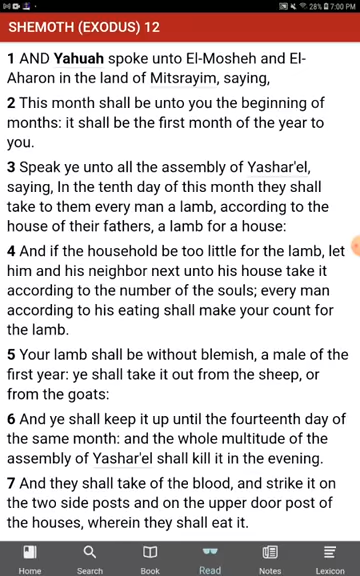 28% 7:00 PM
SHEMOTH (EXODUS) 12
1 AND Yahuah spoke unto El-Mosheh and El-
Aharon in the land of Mitsrayim, saying,
2 This month shall be unto you the beginning of
months: it shall be the first month of the year to
you.
3 Speak ye unto all the assembly of Yashar'el,
saying, In the tenth day of this month they shall
take to them every man a lamb, according to the
house of their fathers, a lamb for a house:
4 And if the household be too little for the lamb, let
him and his neighbor next unto his house take it
according to the number of the souls; every man
according to his eating shall make your count for
the lamb.
5 Your lamb shall be without blemish, a male of the
first year: ye shall take it out from the sheep, or
from the goats:
6 And ye shall keep it up until the fourteenth day of
the same month: and the whole multitude of the
assembly of Yashar'el shall kill it in the evening.
7 And they shall take of the blood, and strike it on
the two side posts and on the upper door post of
the houses, wherein they shall eat it.
Home Search Book Read Notes Lexicon